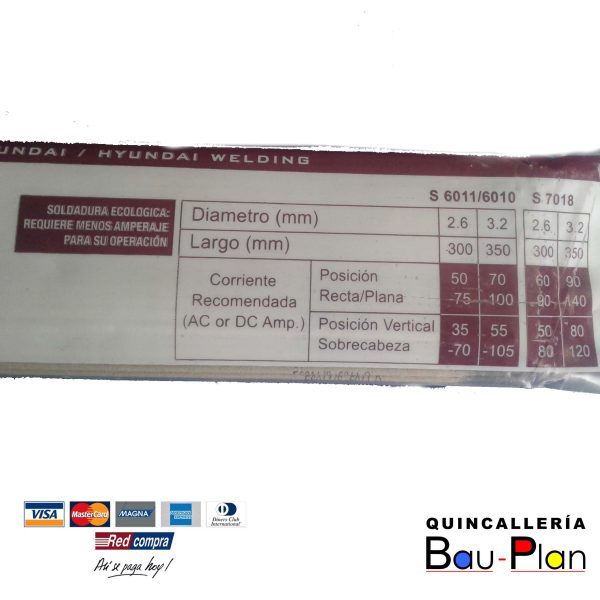 UNDAI / HYUNDAI WELDING
S 6011/6010 S 7018
SOLDADURA ECOLOGICA:
REQUIERE MENOS AMPERAJE
PARA SU OPERACIÓN
Diametro (mm) 2.6 3.2 2.6 3.2
Largo (mm) 300 350 300 350
Corriente
Recomendada
(AC or DC Amp.)
Posición 50 70 60 90
Recta/Plana -75 -100 90 140
Posición Vertical 35 55 50 80
Sobrecabeza -70 -105 80 120
VISA MasterCard MAGNA AMERICAN EXPRESS Diners Club International
Red compra
Así se paga hoy!
QUINCALLERÍA
Bau-Plan